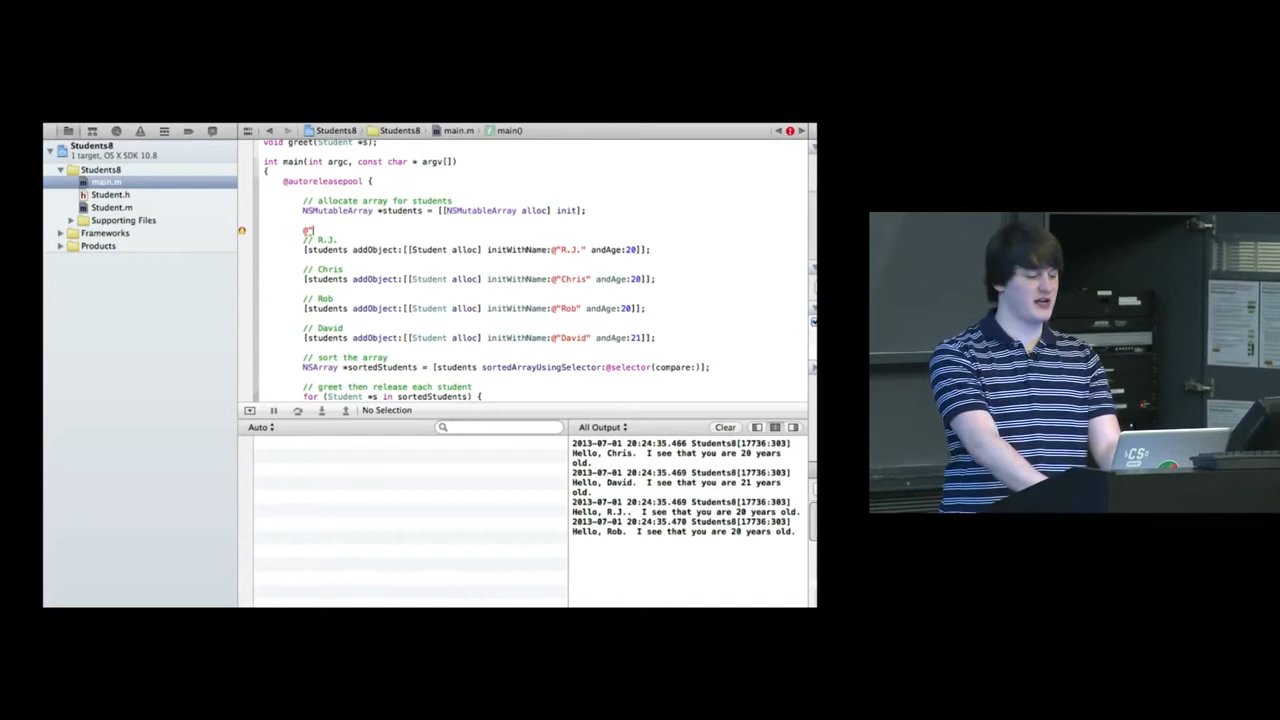 Students8
Students8
main.m
main()
Students8
1 target, OS X SDK 10.8
Students8
main.m
Student.h
Student.m
Supporting Files
Frameworks
Products
void greet(Student *s);
int main(int argc, const char * argv[])
{
@autoreleasepool {
// allocate array for students
NSMutableArray *students = [[NSMutableArray alloc] init];
@"
// R.J.
[students addObject:[[Student alloc] initWithName:@"R.J." andAge:20]];
// Chris
[students addObject:[[Student alloc] initWithName:@"Chris" andAge:20]];
// Rob
[students addObject:[[Student alloc] initWithName:@"Rob" andAge:20]];
// David
[students addObject:[[Student alloc] initWithName:@"David" andAge:21]];
// sort the array
NSArray *sortedStudents = [students sortedArrayUsingSelector:@selector(compare:)];
// greet then release each student
for (Student *s in sortedStudents) {
No Selection
Auto
All Output
Clear
2013-07-01 20:24:35.466 Students8[17736:303]
Hello, Chris.  I see that you are 20 years
old.
2013-07-01 20:24:35.469 Students8[17736:303]
Hello, David.  I see that you are 21 years
old.
2013-07-01 20:24:35.469 Students8[17736:303]
Hello, R.J..  I see that you are 20 years old.
2013-07-01 20:24:35.470 Students8[17736:303]
Hello, Rob.  I see that you are 20 years old.